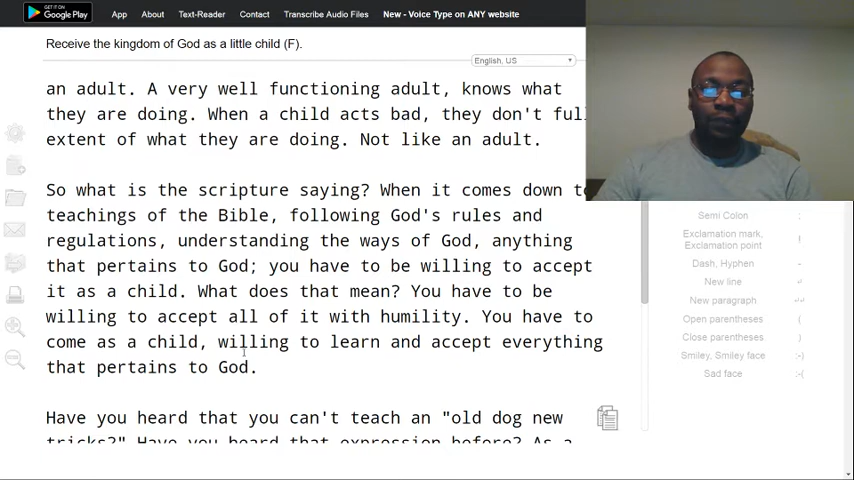 GET IT ON
Google Play
App
About
Text-Reader
Contact
Transcribe Audio Files
New - Voice Type on ANY website
Receive the kingdom of God as a little child (F).
English, US
an adult. A very well functioning adult, knows what
they are doing. When a child acts bad, they don't full
extent of what they are doing. Not like an adult.
So what is the scripture saying? When it comes down to
teachings of the Bible, following God's rules and
regulations, understanding the ways of God, anything
that pertains to God; you have to be willing to accept
it as a child. What does that mean? You have to be
willing to accept all of it with humility. You have to
come as a child, willing to learn and accept everything
that pertains to God.
Have you heard that you can't teach an "old dog new
tricks?" Have you heard that expression before? As a
Semi Colon ;
Exclamation mark, !
Exclamation point
Dash, Hyphen -
New line
New paragraph
Open parentheses (
Close parentheses )
Smiley, Smiley face :-)
Sad face :-(